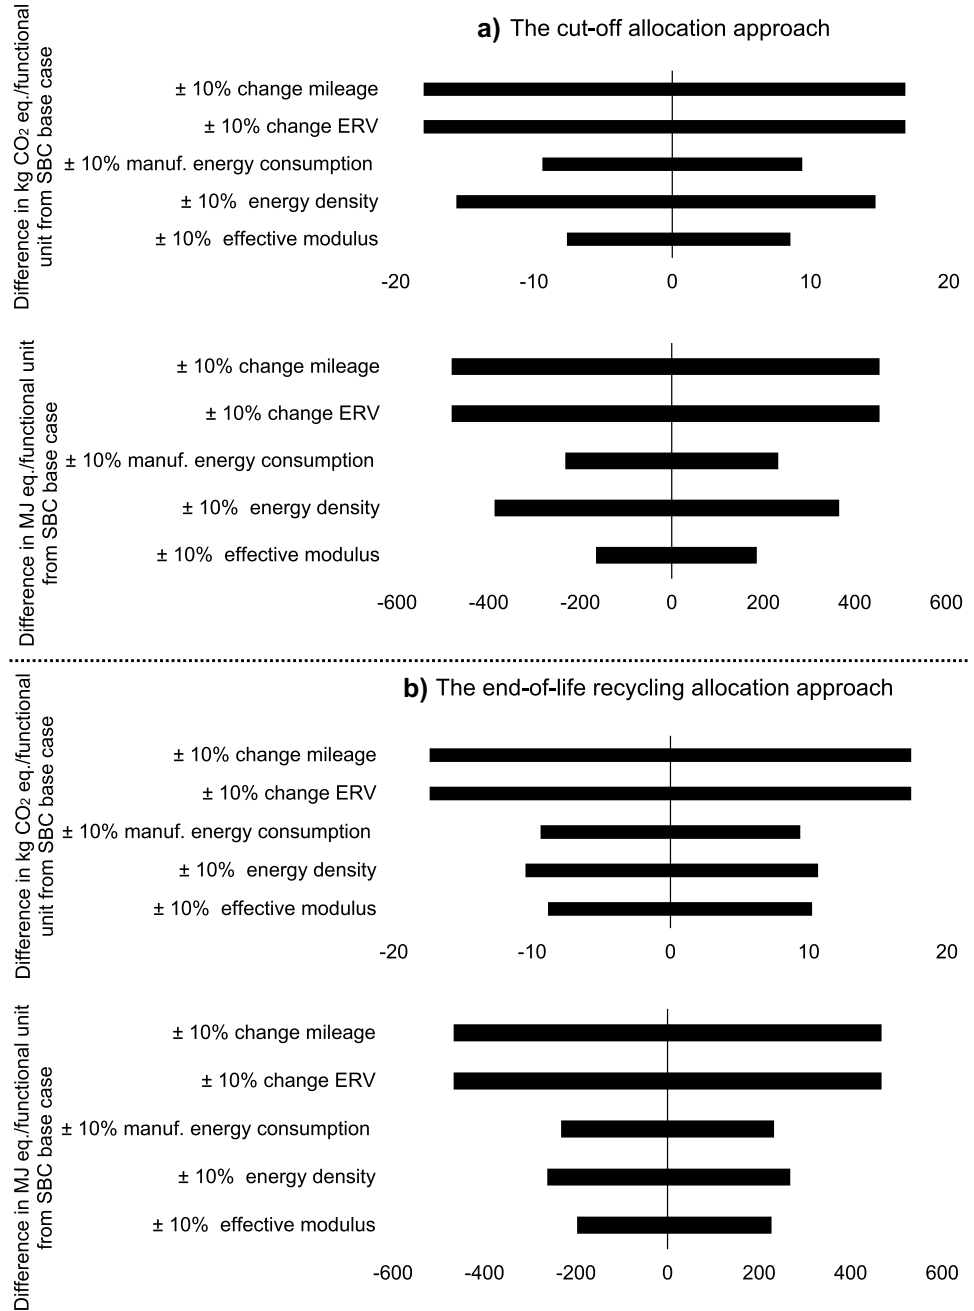 a) The cut-off allocation approach
Difference in kg CO₂ eq./functional
unit from SBC base case
± 10% change mileage
± 10% change ERV
± 10% manuf. energy consumption
± 10%  energy density
± 10%  effective modulus
-20 -10 0 10 20
Difference in MJ eq./functional unit
from SBC base case
± 10% change mileage
± 10% change ERV
± 10% manuf. energy consumption
± 10%  energy density
± 10%  effective modulus
-600 -400 -200 0 200 400 600
b) The end-of-life recycling allocation approach
Difference in kg CO₂ eq./functional
unit from SBC base case
± 10% change mileage
± 10% change ERV
± 10% manuf. energy consumption
± 10%  energy density
± 10%  effective modulus
-20 -10 0 10 20
Difference in MJ eq./functional unit
from SBC base case
± 10% change mileage
± 10% change ERV
± 10% manuf. energy consumption
± 10%  energy density
± 10%  effective modulus
-600 -400 -200 0 200 400 600